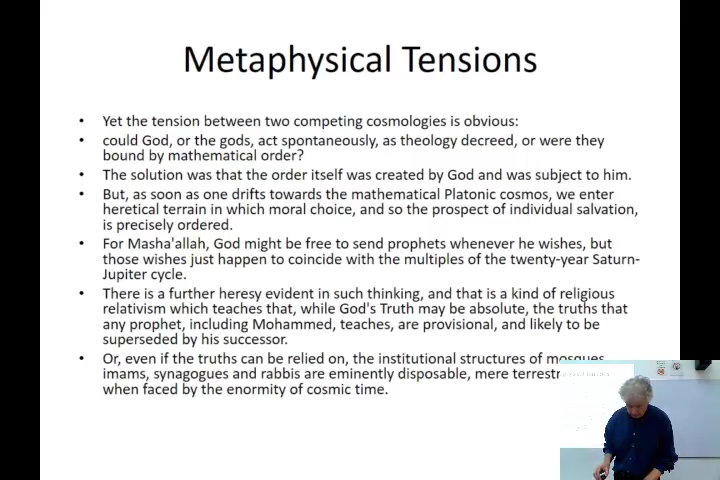 Metaphysical Tensions
• Yet the tension between two competing cosmologies is obvious:
• could God, or the gods, act spontaneously, as theology decreed, or were they
bound by mathematical order?
• The solution was that the order itself was created by God and was subject to him.
• But, as soon as one drifts towards the mathematical Platonic cosmos, we enter
heretical terrain in which moral choice, and so the prospect of individual salvation,
is precisely ordered.
• For Masha'allah, God might be free to send prophets whenever he wishes, but
those wishes just happen to coincide with the multiples of the twenty-year Saturn-
Jupiter cycle.
• There is a further heresy evident in such thinking, and that is a kind of religious
relativism which teaches that, while God's Truth may be absolute, the truths that
any prophet, including Mohammed, teaches, are provisional, and likely to be
superseded by his successor.
• Or, even if the truths can be relied on, the institutional structures of mosques
imams, synagogues and rabbis are eminently disposable, mere
when faced by the enormity of cosmic time.